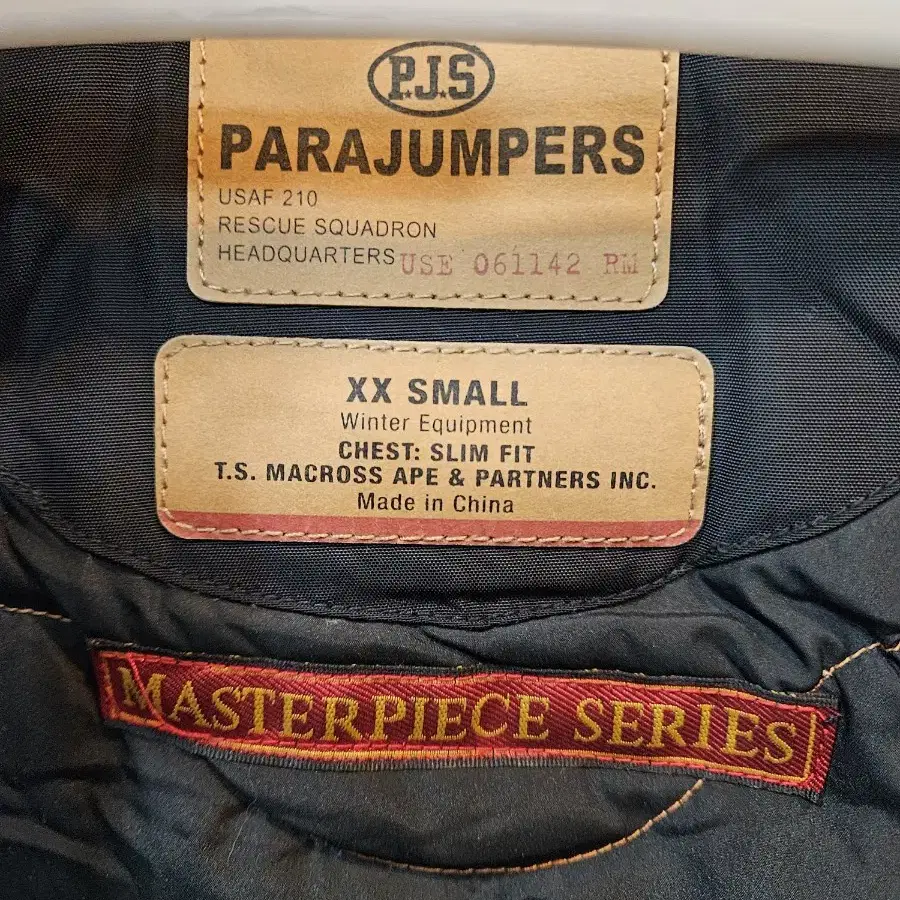 P.J.S
PARAJUMPERS
USAF 210
RESCUE SQUADRON
HEADQUARTERS USE 061142 RM
XX SMALL
Winter Equipment
CHEST: SLIM FIT
T.S. MACROSS APE & PARTNERS INC.
Made in China
MASTERPIECE SERIES